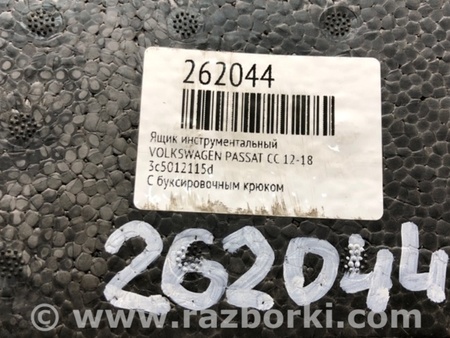 262044
Ящик инструментальный
VOLKSWAGEN PASSAT CC 12-18
3c5012115d
С буксировочным крюком
262044
© www.razborki.com